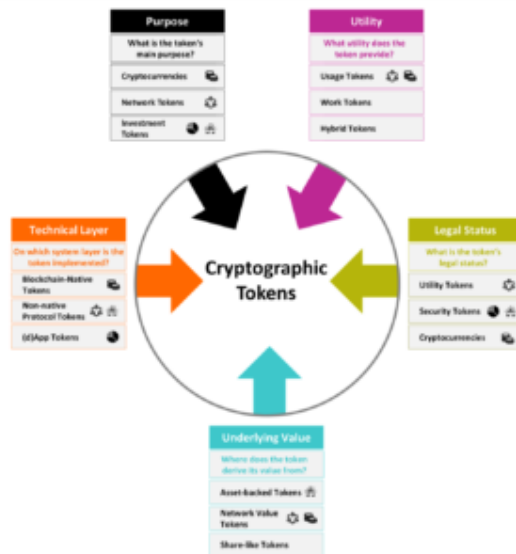 Purpose
What is the token's
main purpose?
Cryptocurrencies
Network Tokens
Investment
Tokens
Utility
What utility does the
token provide?
Usage Tokens
Work Tokens
Hybrid Tokens
Technical Layer
On which system layer is the
token implemented?
Blockchain-Native
Tokens
Non-native
Protocol Tokens
(d)App Tokens
Cryptographic
Tokens
Legal Status
What is the token's
legal status?
Utility Tokens
Security Tokens
Cryptocurrencies
Underlying Value
Where does the token
derive its value from?
Asset-backed Tokens
Network Value
Tokens
Share-like Tokens